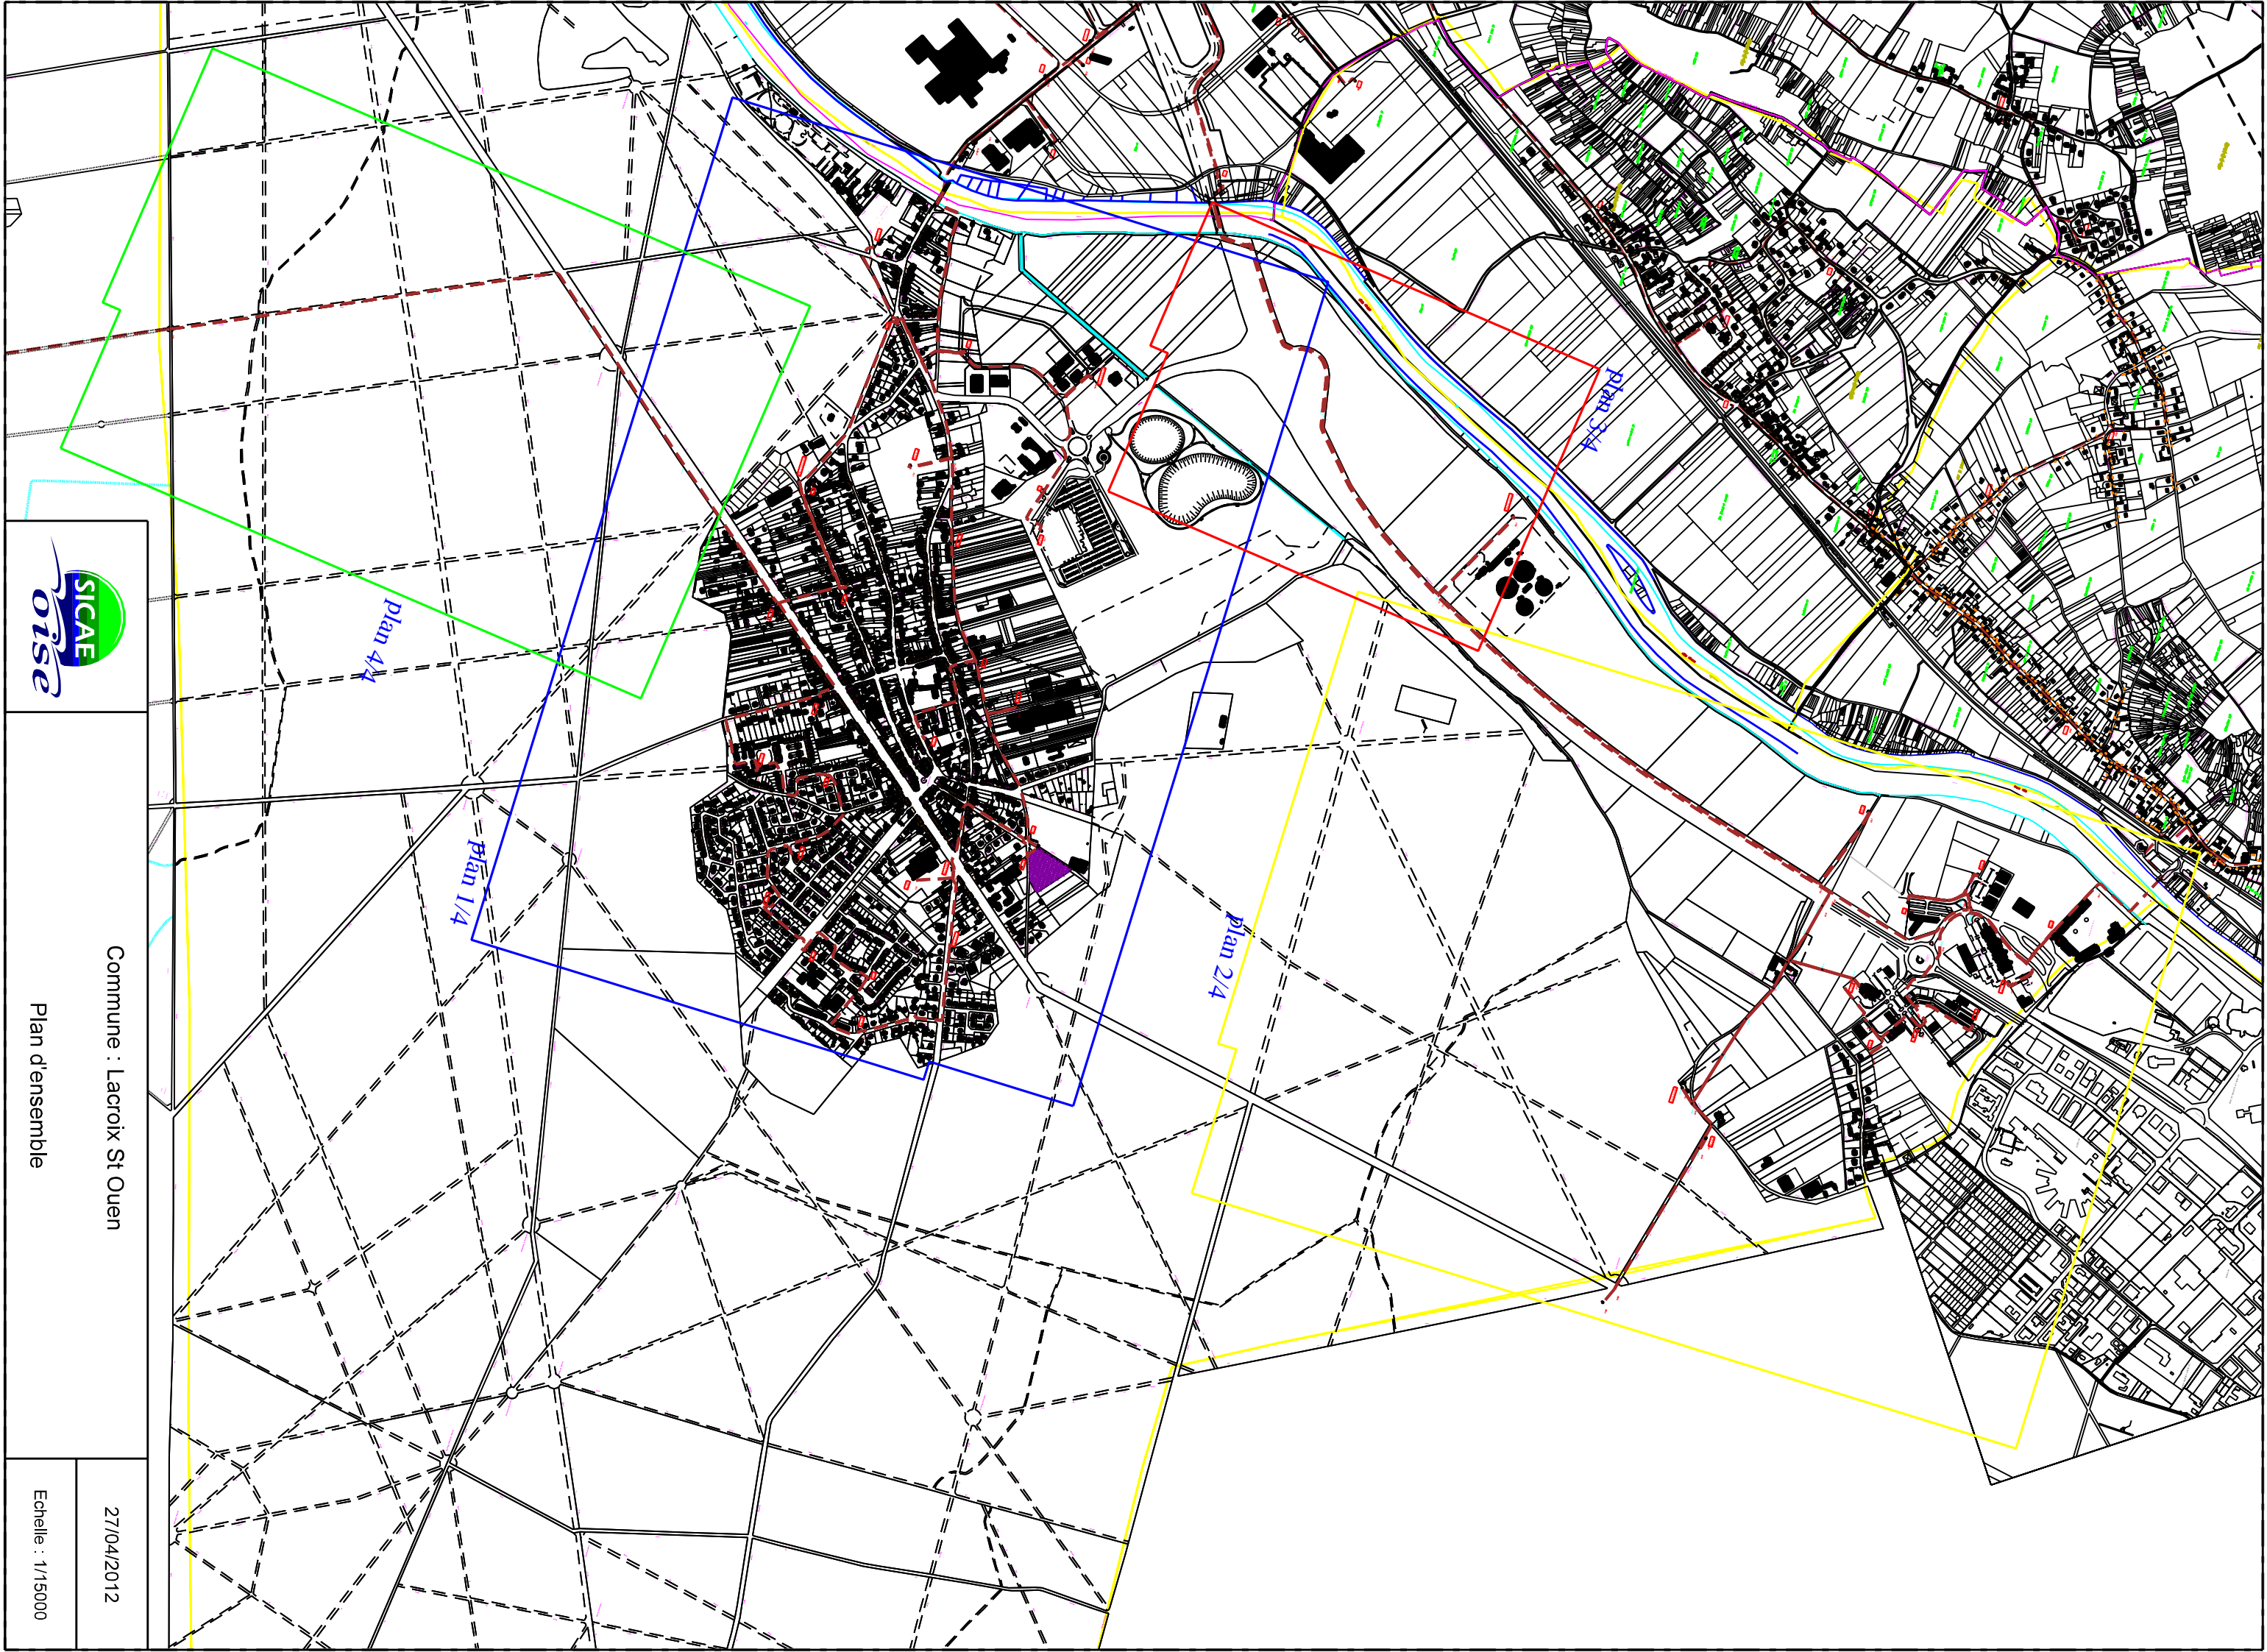 plan 3/4
plan 4/4
plan 1/4
plan 2/4
SICAE
oise
Commune : Lacroix St Ouen
Plan d'ensemble
27/04/2012
Echelle : 1/15000